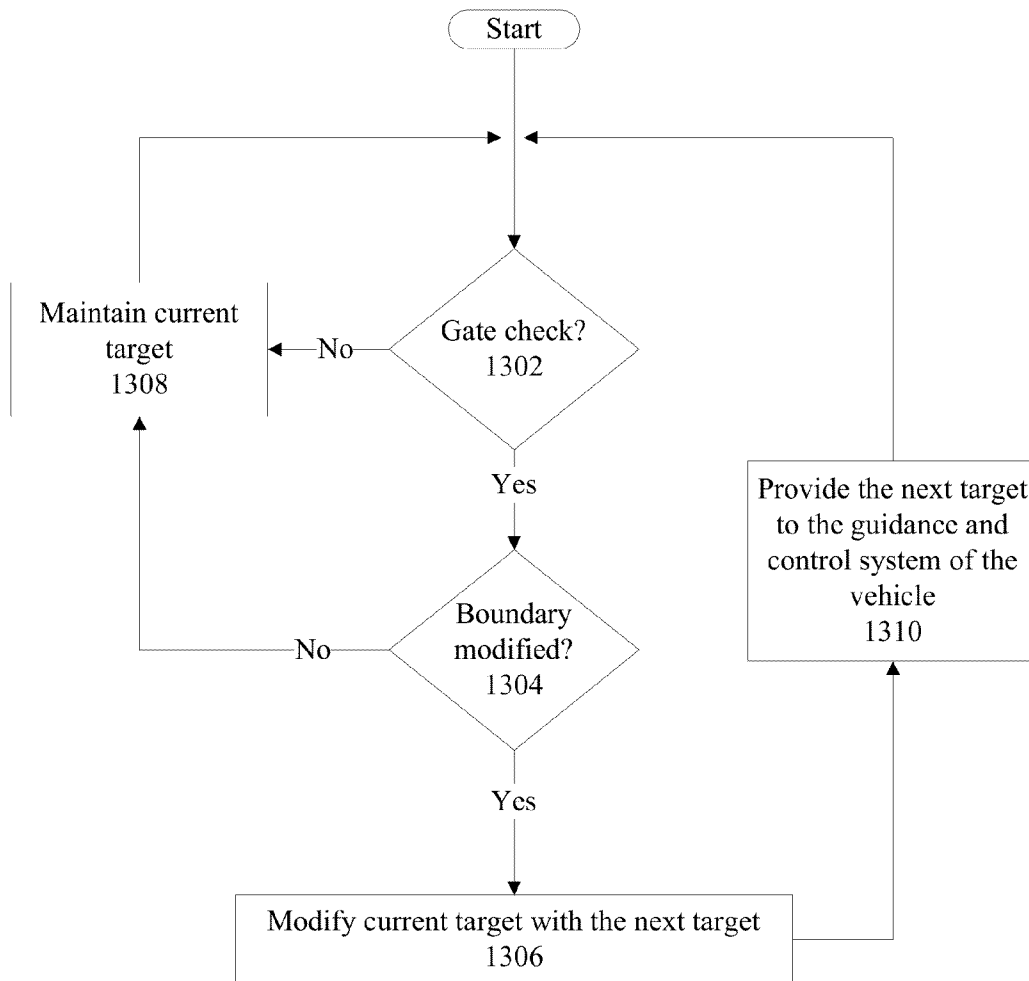 Start
Gate check?
1302
No
Maintain current
target
1308
Yes
Boundary
modified?
1304
No
Yes
Modify current target with the next target
1306
Provide the next target
to the guidance and
control system of the
vehicle
1310